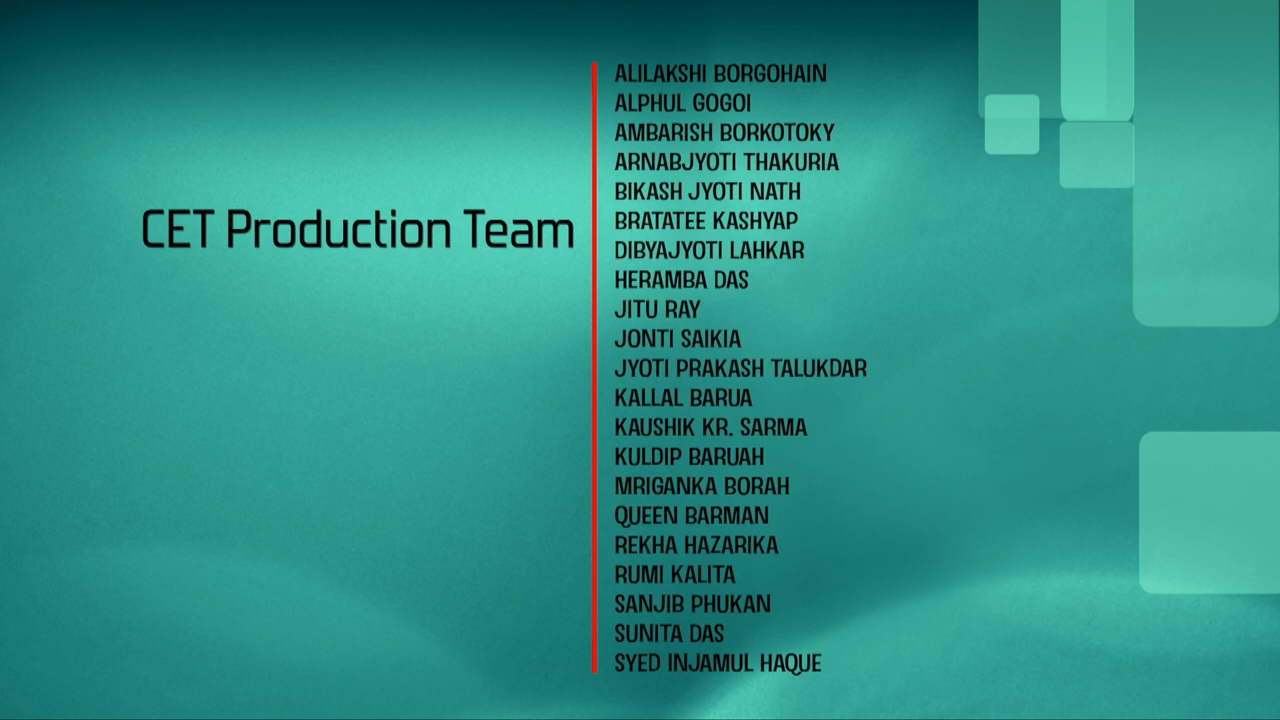 CET Production Team
ALILAKSHI BORGOHAIN
ALPHUL GOGOI
AMBARISH BORKOTOKY
ARNABJYOTI THAKURIA
BIKASH JYOTI NATH
BRATATEE KASHYAP
DIBYAJYOTI LAHKAR
HERAMBA DAS
JITU RAY
JONTI SAIKIA
JYOTI PRAKASH TALUKDAR
KALLAL BARUA
KAUSHIK KR. SARMA
KULDIP BARUAH
MRIGANKA BORAH
QUEEN BARMAN
REKHA HAZARIKA
RUMI KALITA
SANJIB PHUKAN
SUNITA DAS
SYED INJAMUL HAQUE